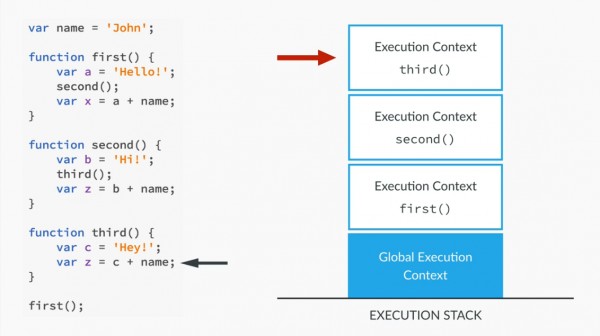 var name = 'John';
function first() {
    var a = 'Hello!';
    second();
    var x = a + name;
}
function second() {
    var b = 'Hi!';
    third();
    var z = b + name;
}
function third() {
    var c = 'Hey!';
    var z = c + name;
}
first();
Execution Context
third()
Execution Context
second()
Execution Context
first()
Global Execution
Context
EXECUTION STACK